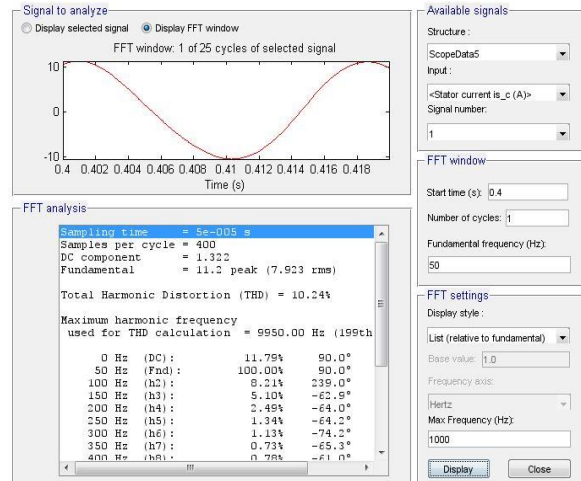 Signal to analyze
Display selected signal Display FFT window
FFT window: 1 of 25 cycles of selected signal
10
0
-10
0.4 0.402 0.404 0.406 0.408 0.41 0.412 0.414 0.416 0.418
Time (s)
FFT analysis
Sampling time = 5e-005 s
Samples per cycle = 400
DC component = 1.322
Fundamental = 11.2 peak (7.923 rms)
Total Harmonic Distortion (THD) = 10.24%
Maximum harmonic frequency
used for THD calculation = 9950.00 Hz (199th
0 Hz (DC): 11.79% 90.0°
50 Hz (Fnd): 100.00% 90.0°
100 Hz (h2): 8.21% 239.0°
150 Hz (h3): 5.10% -62.9°
200 Hz (h4): 2.49% -64.0°
250 Hz (h5): 1.34% -64.2°
300 Hz (h6): 1.13% -74.2°
350 Hz (h7): 0.73% -65.3°
400 Hz (h8): 0.78% -61.0°
Available signals
Structure :
ScopeData5
Input :
<Stator current is_c (A)>
Signal number:
1
FFT window
Start time (s): 0.4
Number of cycles: 1
Fundamental frequency (Hz):
50
FFT settings
Display style :
List (relative to fundamental)
Base value: 1.0
Frequency axis:
Hertz
Max Frequency (Hz):
1000
Display Close